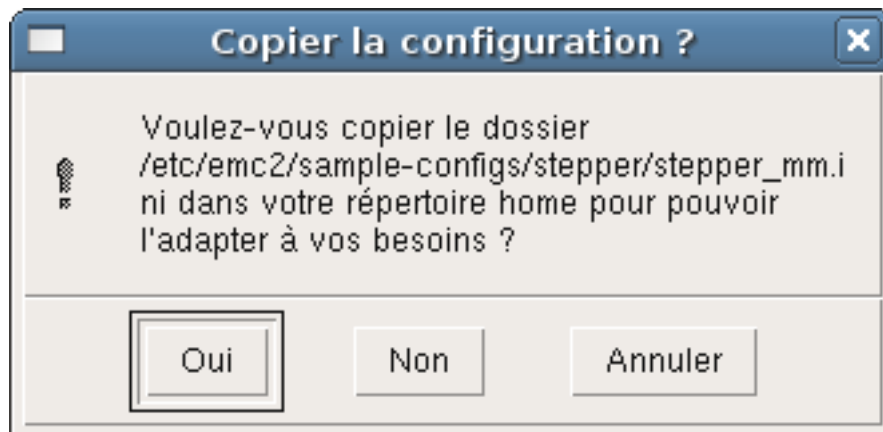 Copier la configuration ?
Voulez-vous copier le dossier
/etc/emc2/sample-configs/stepper/stepper_mm.i
ni dans votre répertoire home pour pouvoir
l'adapter à vos besoins ?
Oui Non Annuler